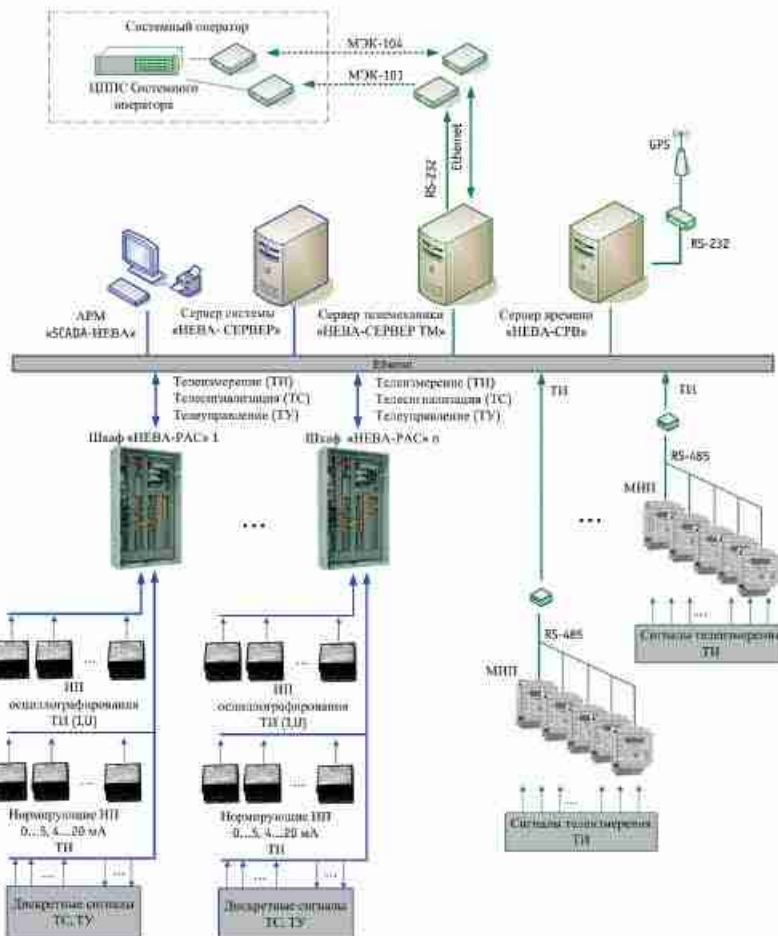 Системный оператор
МЭК-104
ЦППС Системного
оператора
МЭК-101
RS-232
Ethernet
GPS
RS-232
АРМ
«SCADA-НЕВА»
Сервер системы
«НЕВА- СЕРВЕР»
Сервер телемеханики
«НЕВА-СЕРВЕР ТМ»
Сервер времени
«НЕВА-СРВ»
Ethernet
Телеизмерение (ТИ)
Телесигнализация (ТС)
Телеуправление (ТУ)
Телеизмерение (ТИ)
Телесигнализация (ТС)
Телеуправление (ТУ)
ТИ
ТИ
Шкаф «НЕВА-РАС» 1
Шкаф «НЕВА-РАС» n
RS-485
МИП
...
...
...
...
Сигналы телеизмерения
ТИ
RS-485
МИП
...
...
ИП
осциллографирования
ТИ (I,U)
ИП
осциллографирования
ТИ (I,U)
...
...
...
Нормирующие ИП
0...5, 4...20 мА
ТИ
Нормирующие ИП
0...5, 4...20 мА
ТИ
Сигналы телеизмерения
ТИ
...
...
...
...
Дискретные сигналы
ТС, ТУ
Дискретные сигналы
ТС, ТУ